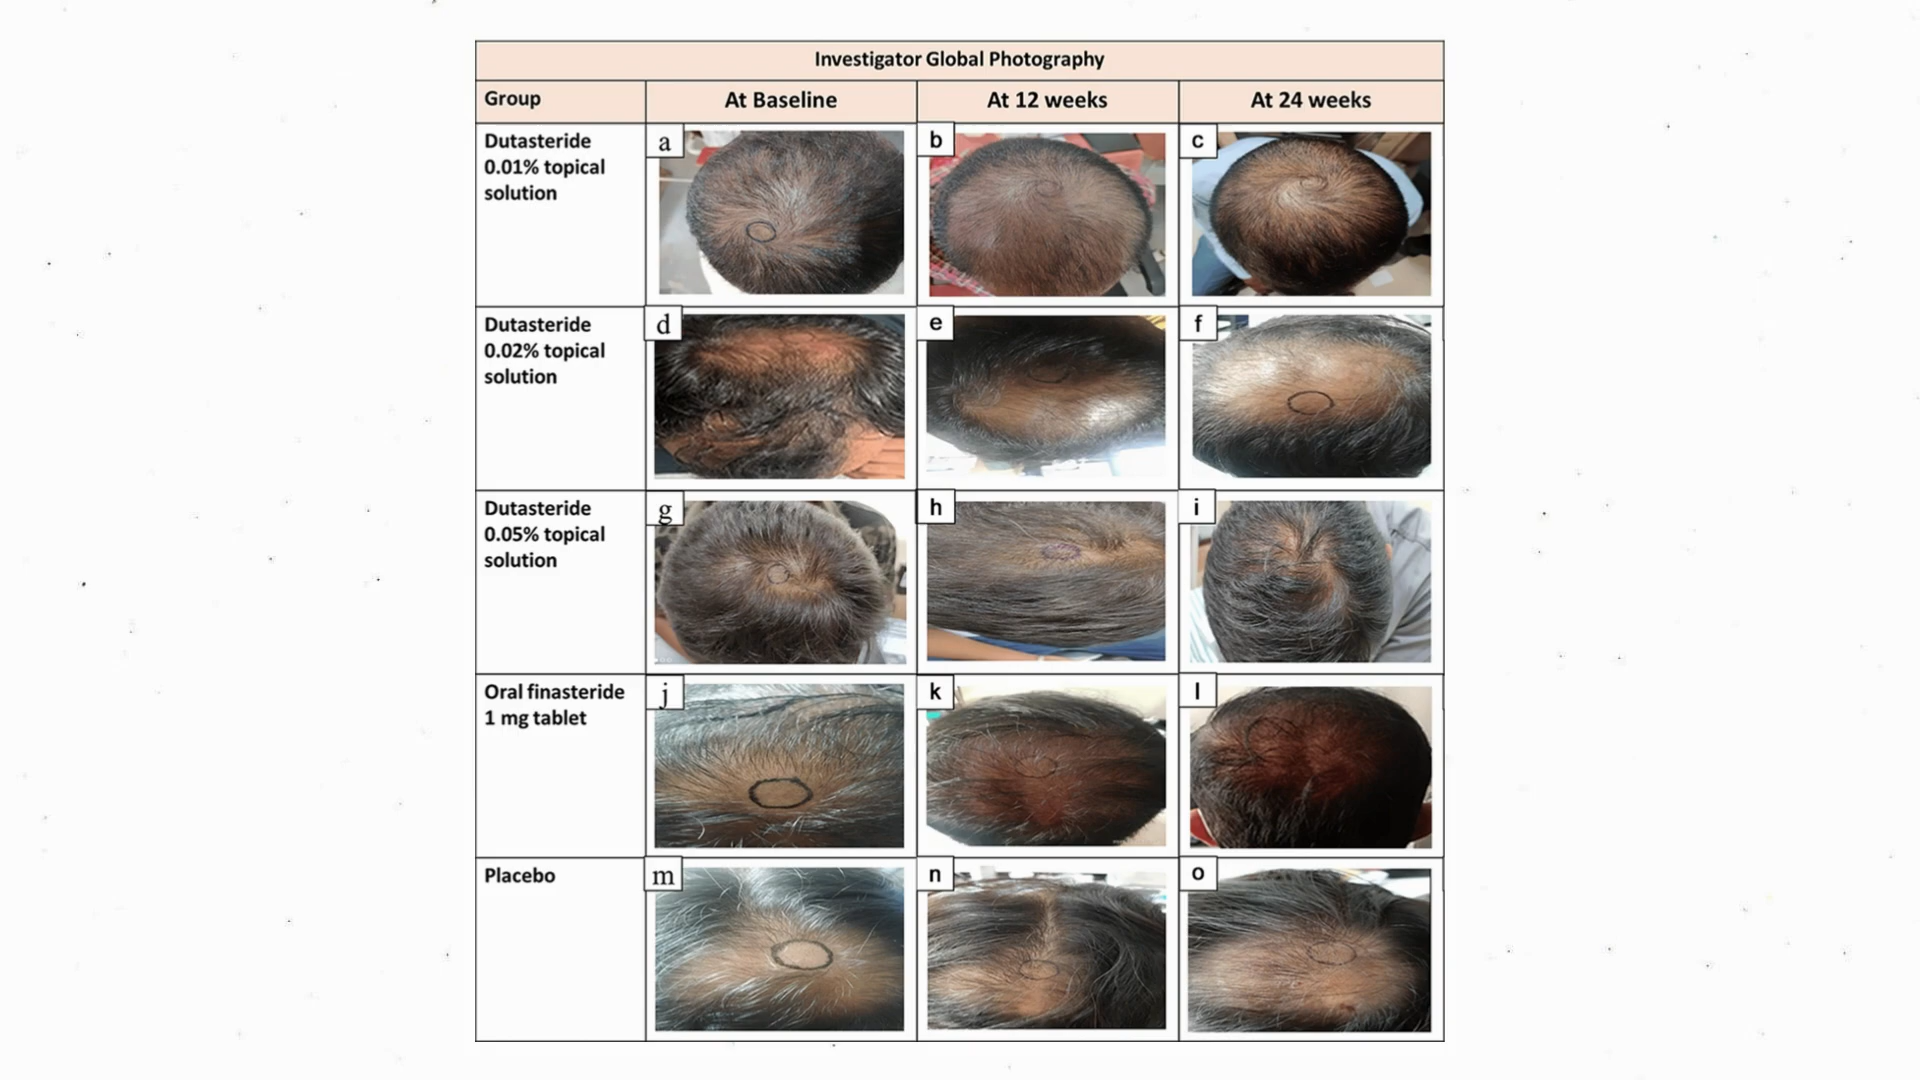 Investigator Global Photography
Group
At Baseline
At 12 weeks
At 24 weeks
Dutasteride
0.01% topical
solution
a
b
c
Dutasteride
0.02% topical
solution
d
e
f
Dutasteride
0.05% topical
solution
g
h
i
Oral finasteride
1 mg tablet
j
k
l
Placebo
m
n
o